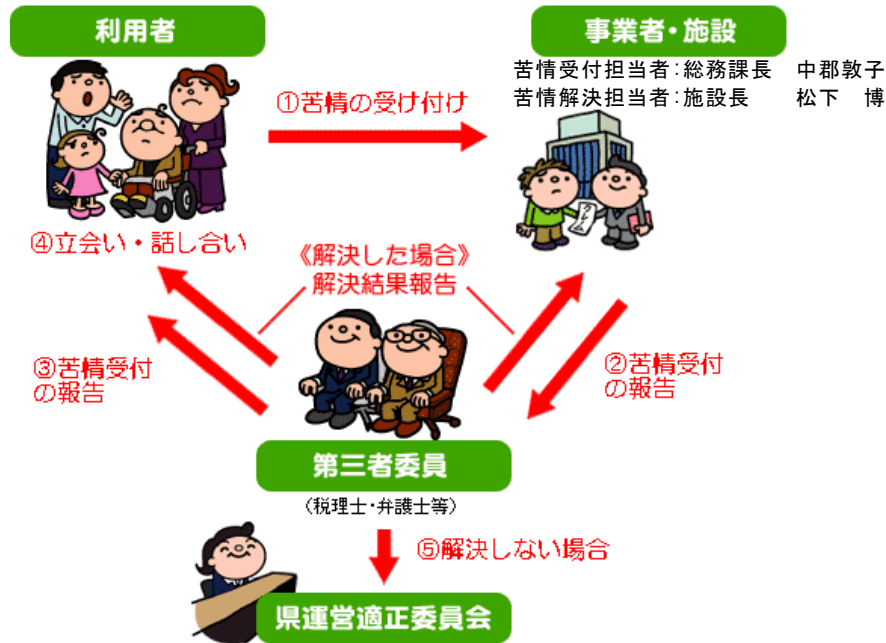 利用者
事業者・施設
苦情受付担当者:総務課長　中郡敦子
苦情解決担当者:施設長　松下　博
①苦情の受け付け
クレーム
④立会い・話し合い
《解決した場合》
解決結果報告
③苦情受付
の報告
②苦情受付
の報告
第三者委員
(税理士・弁護士等)
⑤解決しない場合
県運営適正委員会